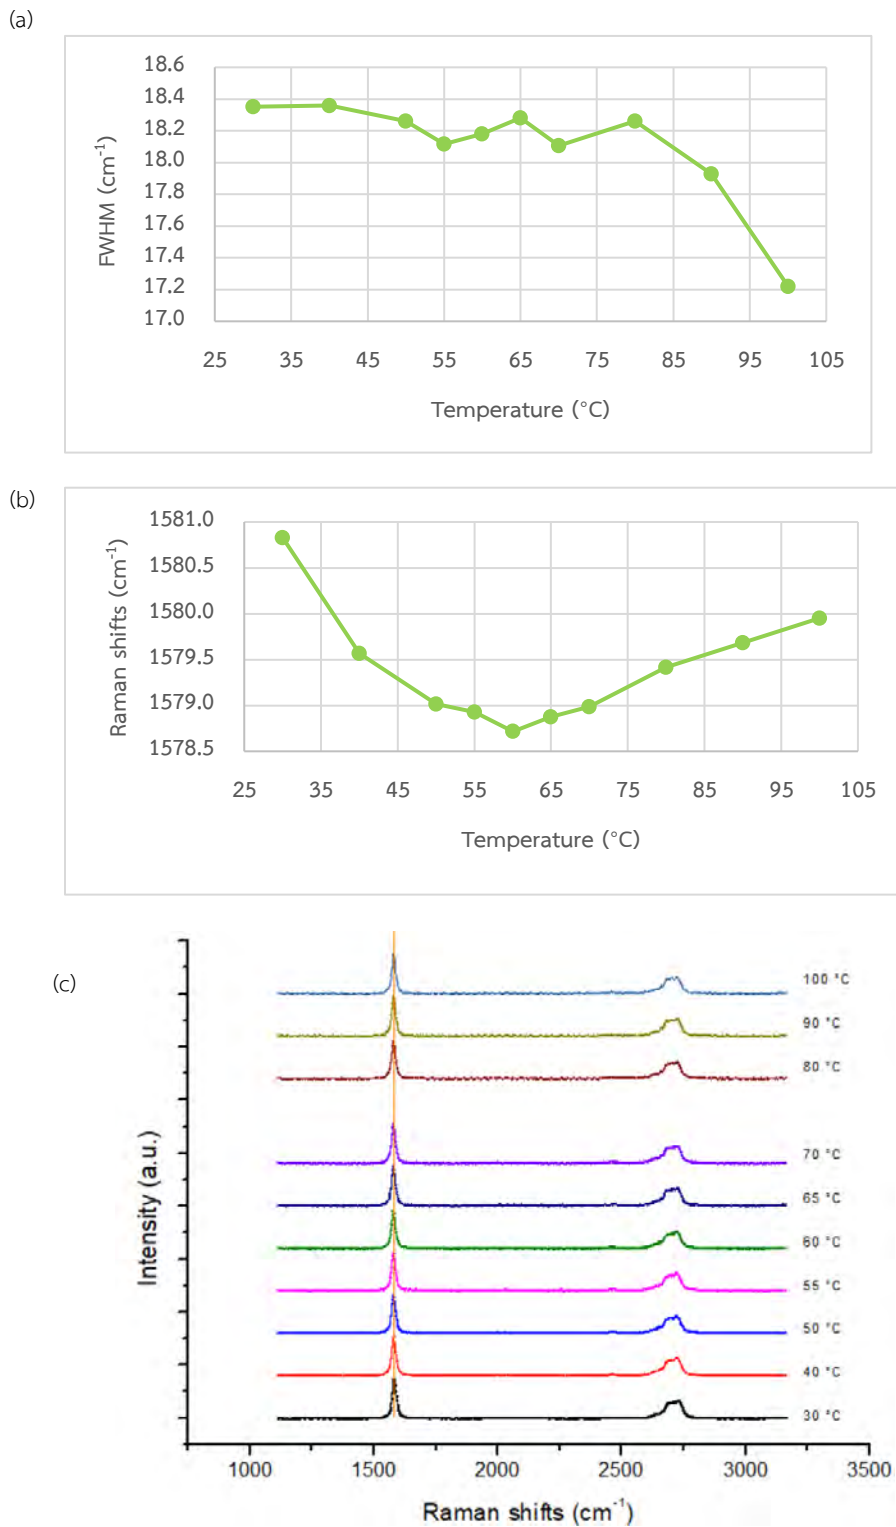 (a)
18.6
18.4
18.2
18.0
17.8
17.6
17.4
17.2
17.0
FWHM (cm⁻¹)
25 35 45 55 65 75 85 95 105
Temperature (°C)
(b)
1581.0
1580.5
1580.0
1579.5
1579.0
1578.5
Raman shifts (cm⁻¹)
25 35 45 55 65 75 85 95 105
Temperature (°C)
(c)
Intensity (a.u.)
100 °C
90 °C
80 °C
70 °C
65 °C
60 °C
55 °C
50 °C
40 °C
30 °C
1000 1500 2000 2500 3000 3500
Raman shifts (cm⁻¹)